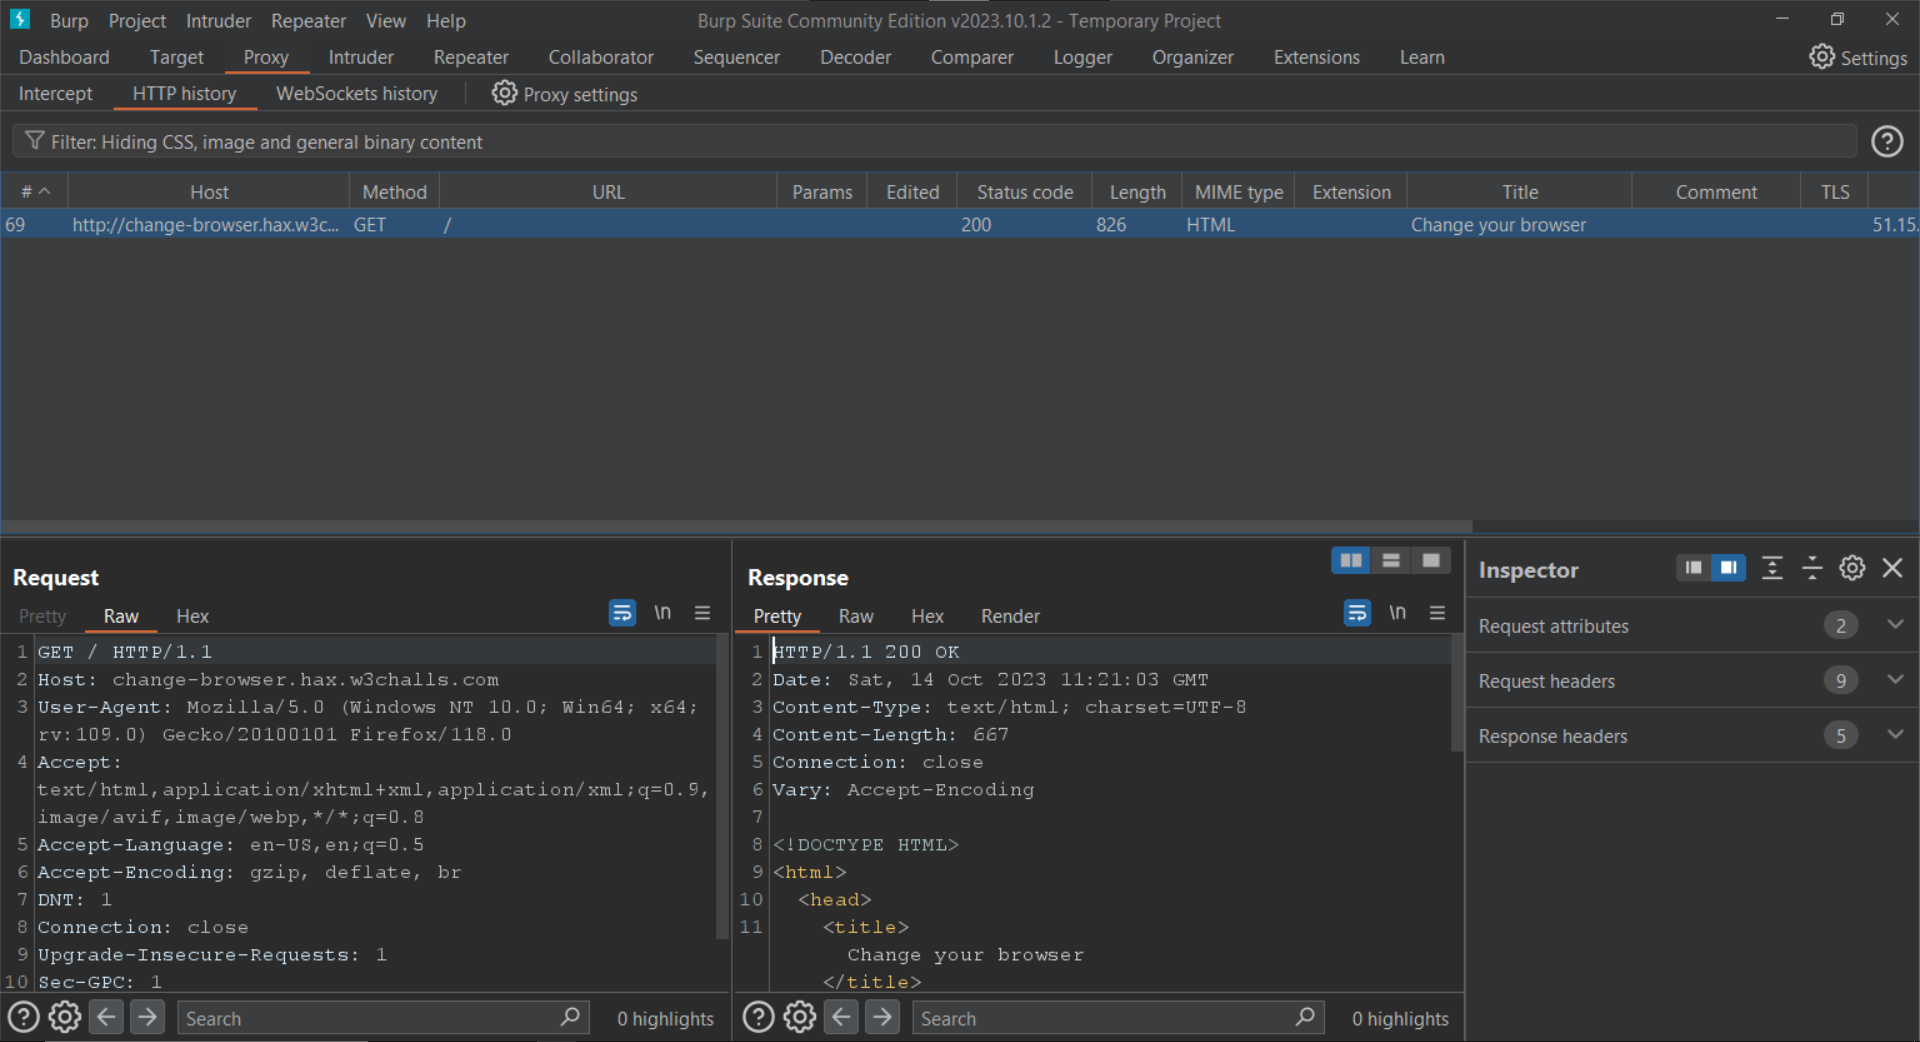 Burp Project Intruder Repeater View Help Burp Suite Community Edition v2023.10.1.2 - Temporary Project
Dashboard Target Proxy Intruder Repeater Collaborator Sequencer Decoder Comparer Logger Organizer Extensions Learn Settings
Intercept HTTP history WebSockets history Proxy settings
Filter: Hiding CSS, image and general binary content
# Host Method URL Params Edited Status code Length MIME type Extension Title Comment TLS
69 http://change-browser.hax.w3c... GET / 200 826 HTML Change your browser 51.15.
Request
Pretty Raw Hex \n
1 GET / HTTP/1.1
2 Host: change-browser.hax.w3challs.com
3 User-Agent: Mozilla/5.0 (Windows NT 10.0; Win64; x64;
rv:109.0) Gecko/20100101 Firefox/118.0
4 Accept:
text/html,application/xhtml+xml,application/xml;q=0.9,
image/avif,image/webp,*/*;q=0.8
5 Accept-Language: en-US,en;q=0.5
6 Accept-Encoding: gzip, deflate, br
7 DNT: 1
8 Connection: close
9 Upgrade-Insecure-Requests: 1
10 Sec-GPC: 1
Search 0 highlights
Response
Pretty Raw Hex Render \n
1 HTTP/1.1 200 OK
2 Date: Sat, 14 Oct 2023 11:21:03 GMT
3 Content-Type: text/html; charset=UTF-8
4 Content-Length: 667
5 Connection: close
6 Vary: Accept-Encoding
7
8 <!DOCTYPE HTML>
9 <html>
10 <head>
11 <title>
Change your browser
</title>
Search 0 highlights
Inspector
Request attributes 2
Request headers 9
Response headers 5